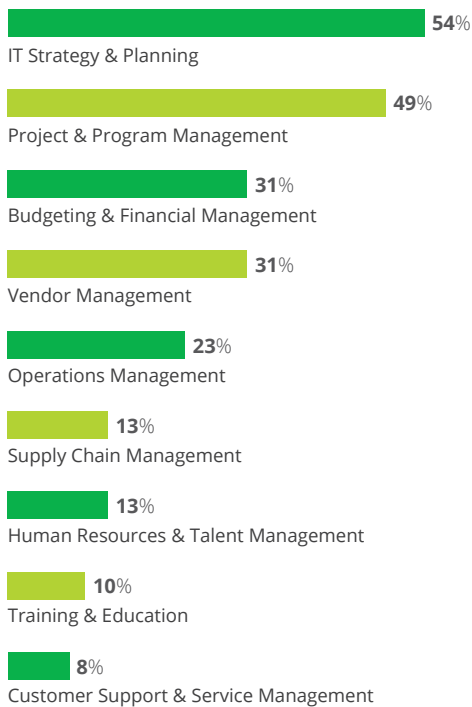 54%
IT Strategy & Planning
49%
Project & Program Management
31%
Budgeting & Financial Management
31%
Vendor Management
23%
Operations Management
13%
Supply Chain Management
13%
Human Resources & Talent Management
10%
Training & Education
8%
Customer Support & Service Management